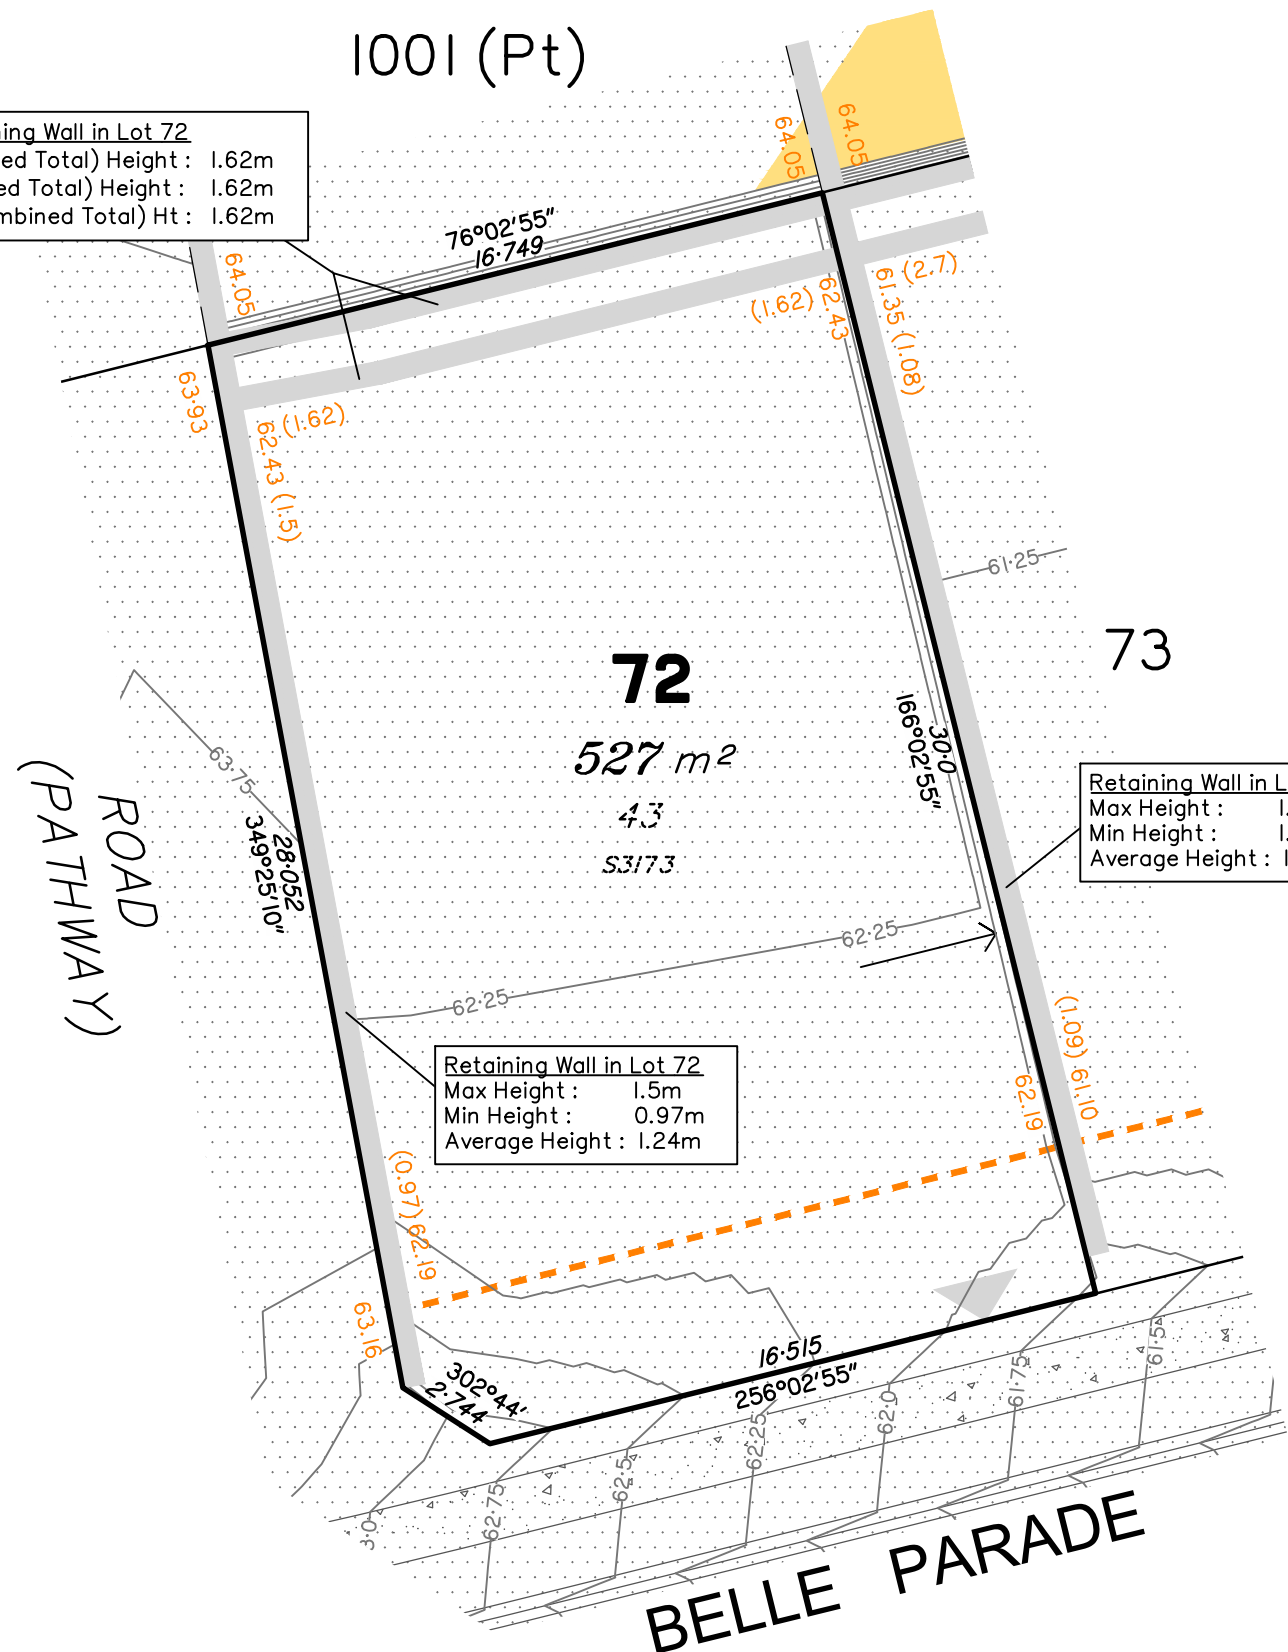 1001 (Pt)
ning Wall in Lot 72
ed Total) Height : 1.62m
ed Total) Height : 1.62m
mbined Total) Ht : 1.62m
64.05
64.05
76°02'55"
16·749
64.05
63·93
62.43 (1.5)
(1.62)
(1.62)
62.43
61.35 (1.08)
(2.7)
61·25
72
527 m²
43
S3173
73
30·0
166°02'55"
63·75
28·052
349°25'10"
ROAD
(PATHWAY)
Retaining Wall in L
Max Height : 1.
Min Height : 1.
Average Height : 1
62·25
62·25
Retaining Wall in Lot 72
Max Height : 1.5m
Min Height : 0.97m
Average Height : 1.24m
(1.09) 61.10
62.19
(0.97) 62.19
63.16
302°44'
2·744
16·515
256°02'55"
3·0
62·75
62·5
62·25
62·0
61·75
61·5
BELLE PARADE